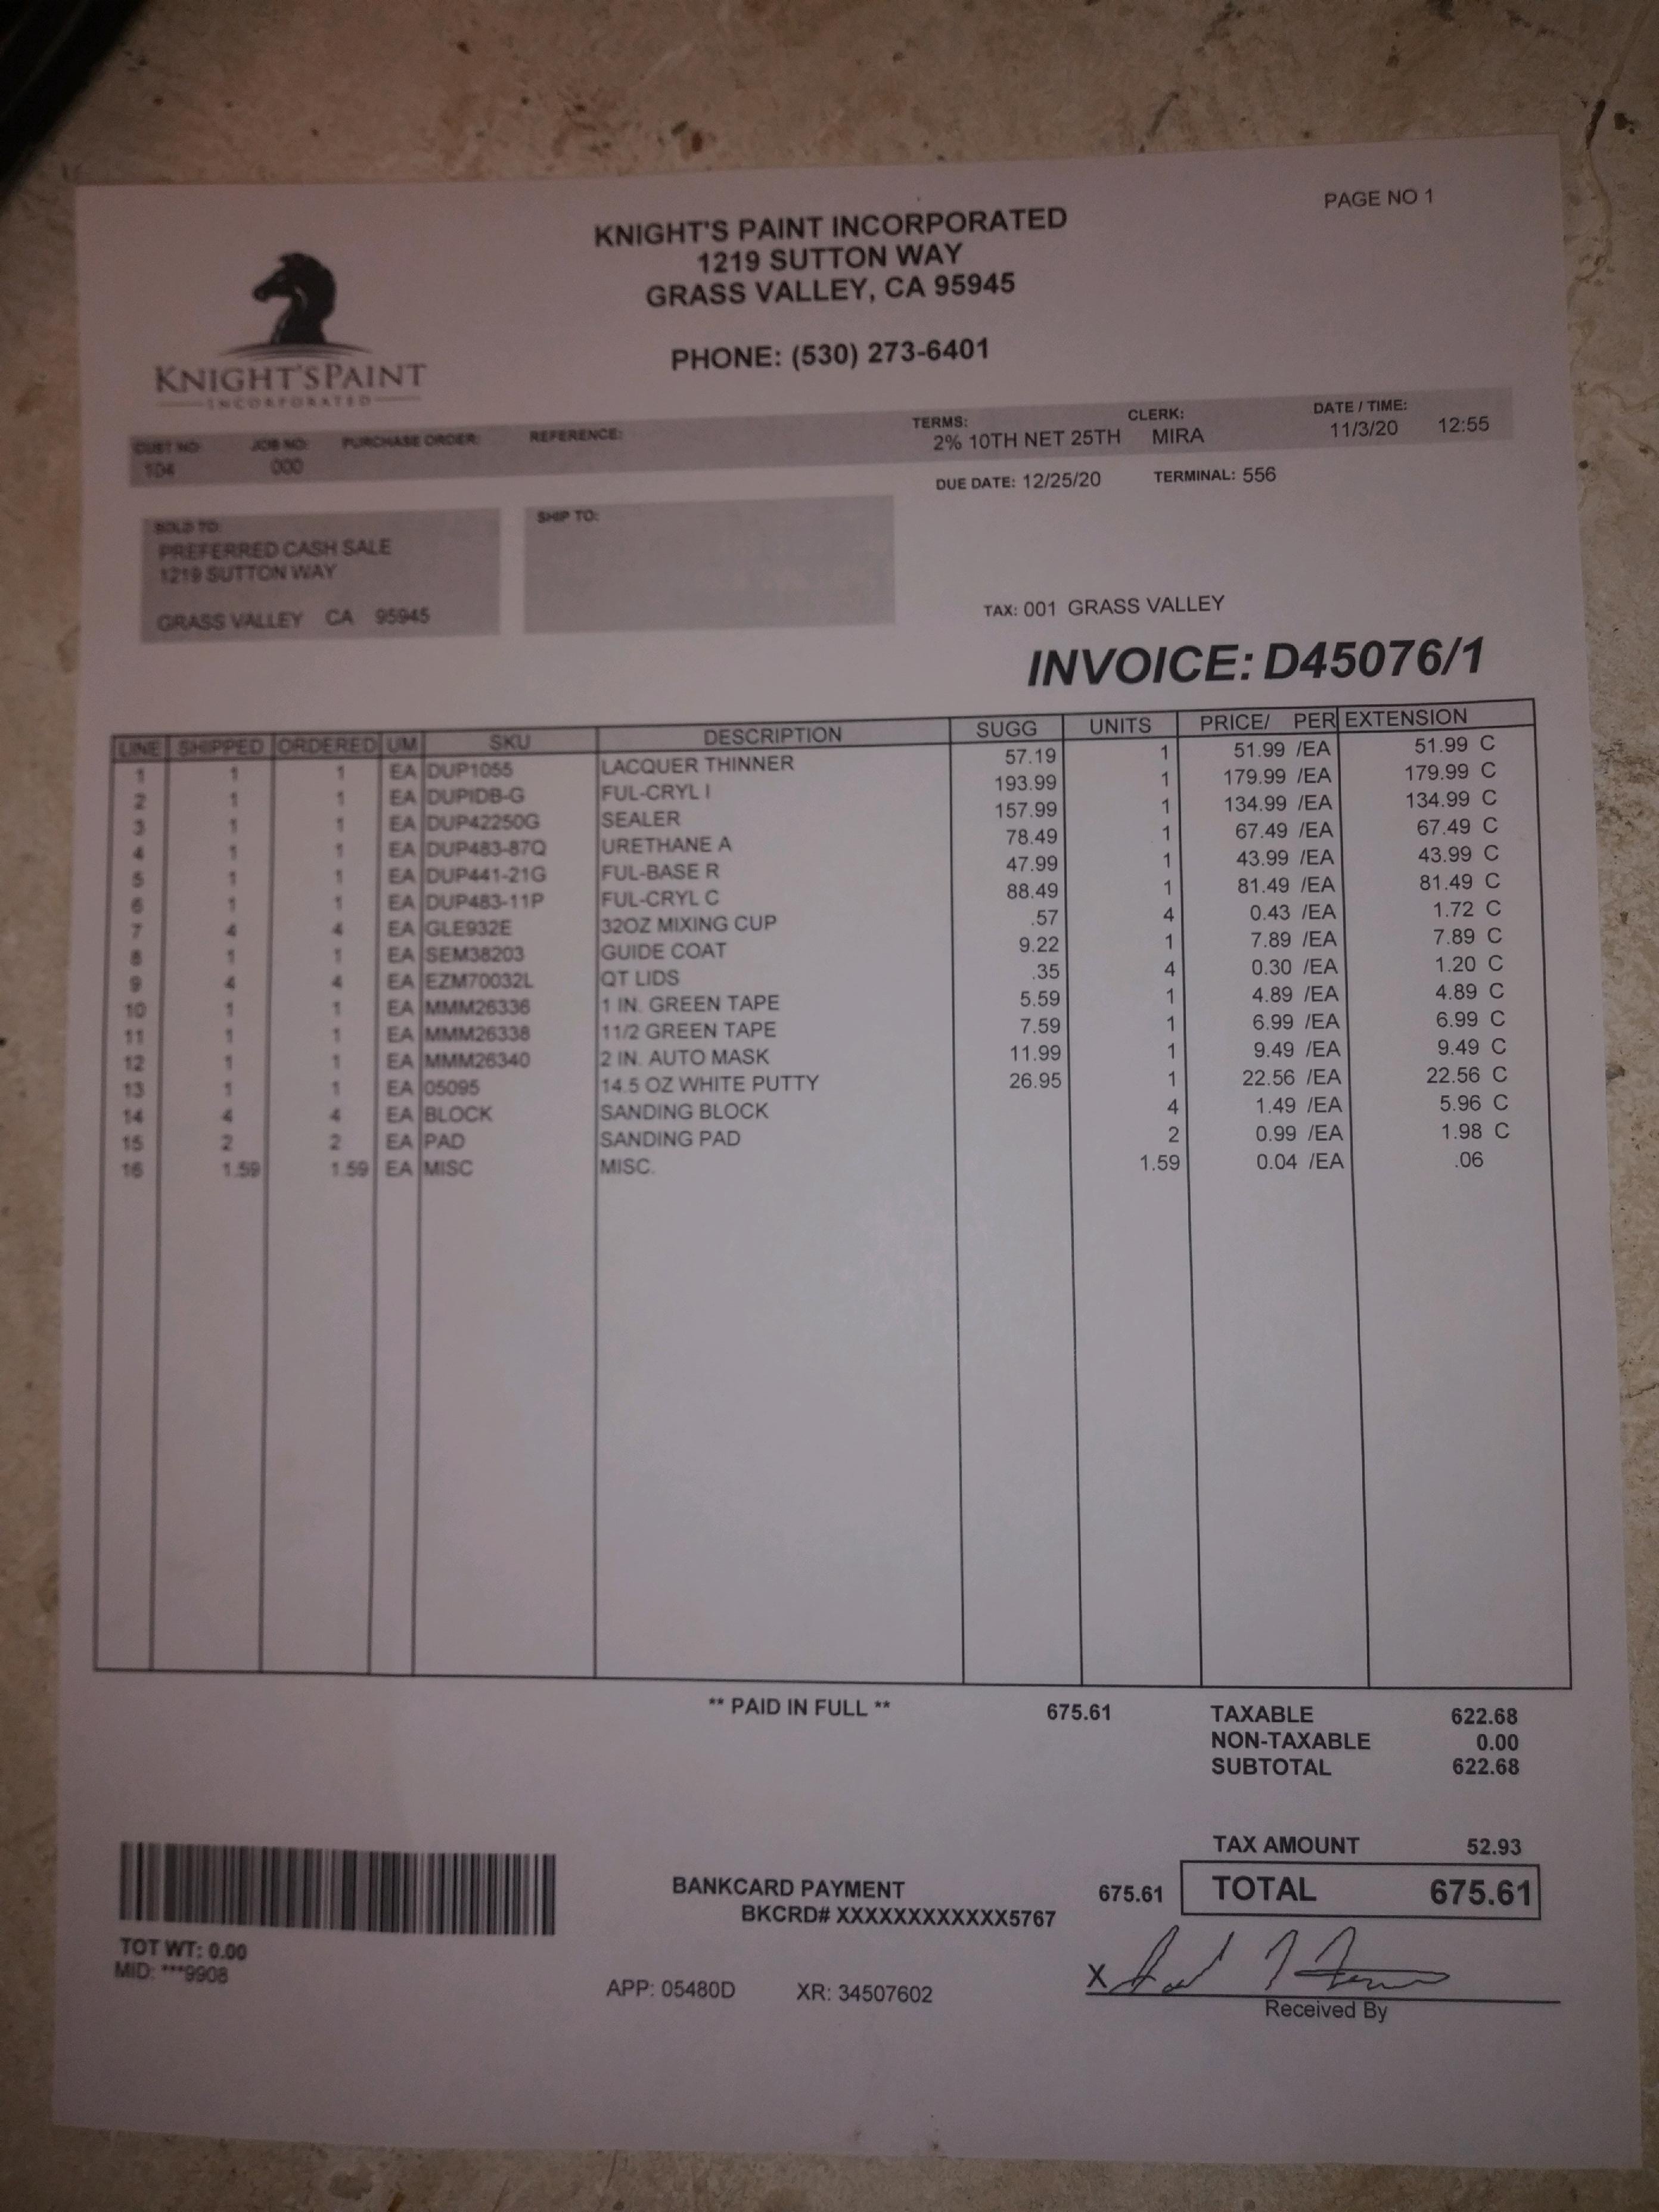 PAGE NO 1
KNIGHT'S PAINT INCORPORATED
1219 SUTTON WAY
GRASS VALLEY, CA 95945
PHONE: (530) 273-6401
KNIGHT'SPAINT
INCORPORATED
CUST NO: JOB NO: PURCHASE ORDER: REFERENCE: TERMS: CLERK: DATE / TIME:
104 000 2% 10TH NET 25TH MIRA 11/3/20 12:55
DUE DATE: 12/25/20 TERMINAL: 556
SOLD TO: SHIP TO:
PREFERRED CASH SALE
1219 SUTTON WAY
GRASS VALLEY CA 95945
TAX: 001 GRASS VALLEY
INVOICE: D45076/1
LINE SHIPPED ORDERED UM SKU DESCRIPTION SUGG UNITS PRICE/ PER EXTENSION
1 1 1 EA DUP1055 LACQUER THINNER 57.19 1 51.99 /EA 51.99 C
2 1 1 EA DUPIDB-G FUL-CRYL I 193.99 1 179.99 /EA 179.99 C
3 1 1 EA DUP42250G SEALER 157.99 1 134.99 /EA 134.99 C
4 1 1 EA DUP483-87Q URETHANE A 78.49 1 67.49 /EA 67.49 C
5 1 1 EA DUP441-21G FUL-BASE R 47.99 1 43.99 /EA 43.99 C
6 1 1 EA DUP483-11P FUL-CRYL C 88.49 1 81.49 /EA 81.49 C
7 4 4 EA GLE932E 32OZ MIXING CUP .57 4 0.43 /EA 1.72 C
8 1 1 EA SEM38203 GUIDE COAT 9.22 1 7.89 /EA 7.89 C
9 4 4 EA EZM70032L QT LIDS .35 4 0.30 /EA 1.20 C
10 1 1 EA MMM26336 1 IN. GREEN TAPE 5.59 1 4.89 /EA 4.89 C
11 1 1 EA MMM26338 11/2 GREEN TAPE 7.59 1 6.99 /EA 6.99 C
12 1 1 EA MMM26340 2 IN. AUTO MASK 11.99 1 9.49 /EA 9.49 C
13 1 1 EA 05095 14.5 OZ WHITE PUTTY 26.95 1 22.56 /EA 22.56 C
14 4 4 EA BLOCK SANDING BLOCK 4 1.49 /EA 5.96 C
15 2 2 EA PAD SANDING PAD 2 0.99 /EA 1.98 C
16 1.59 1.59 EA MISC MISC. 1.59 0.04 /EA .06
** PAID IN FULL ** 675.61 TAXABLE 622.68
NON-TAXABLE 0.00
SUBTOTAL 622.68
TAX AMOUNT 52.93
BANKCARD PAYMENT 675.61 TOTAL 675.61
BKCRD# XXXXXXXXXXXX5767
TOT WT: 0.00
MID: ***9908
APP: 05480D XR: 34507602
X
Received By